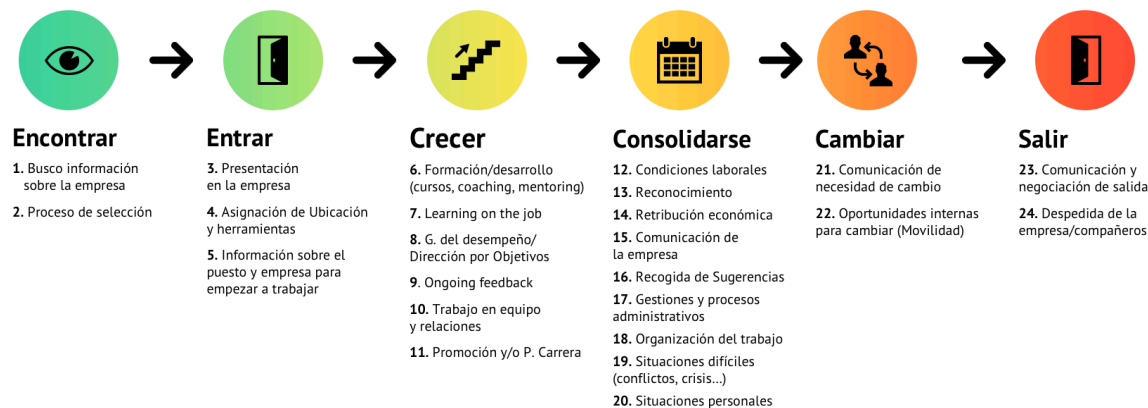 Encontrar
1. Busco información
sobre la empresa
2. Proceso de selección
Entrar
3. Presentación
en la empresa
4. Asignación de Ubicación
y herramientas
5. Información sobre el
puesto y empresa para
empezar a trabajar
Crecer
6. Formación/desarrollo
(cursos, coaching, mentoring)
7. Learning on the job
8. G. del desempeño/
Dirección por Objetivos
9. Ongoing feedback
10. Trabajo en equipo
y relaciones
11. Promoción y/o P. Carrera
Consolidarse
12. Condiciones laborales
13. Reconocimiento
14. Retribución económica
15. Comunicación de
la empresa
16. Recogida de Sugerencias
17. Gestiones y procesos
administrativos
18. Organización del trabajo
19. Situaciones difíciles
(conflictos, crisis...)
20. Situaciones personales
Cambiar
21. Comunicación de
necesidad de cambio
22. Oportunidades internas
para cambiar (Movilidad)
Salir
23. Comunicación y
negociación de salida
24. Despedida de la
empresa/compañeros